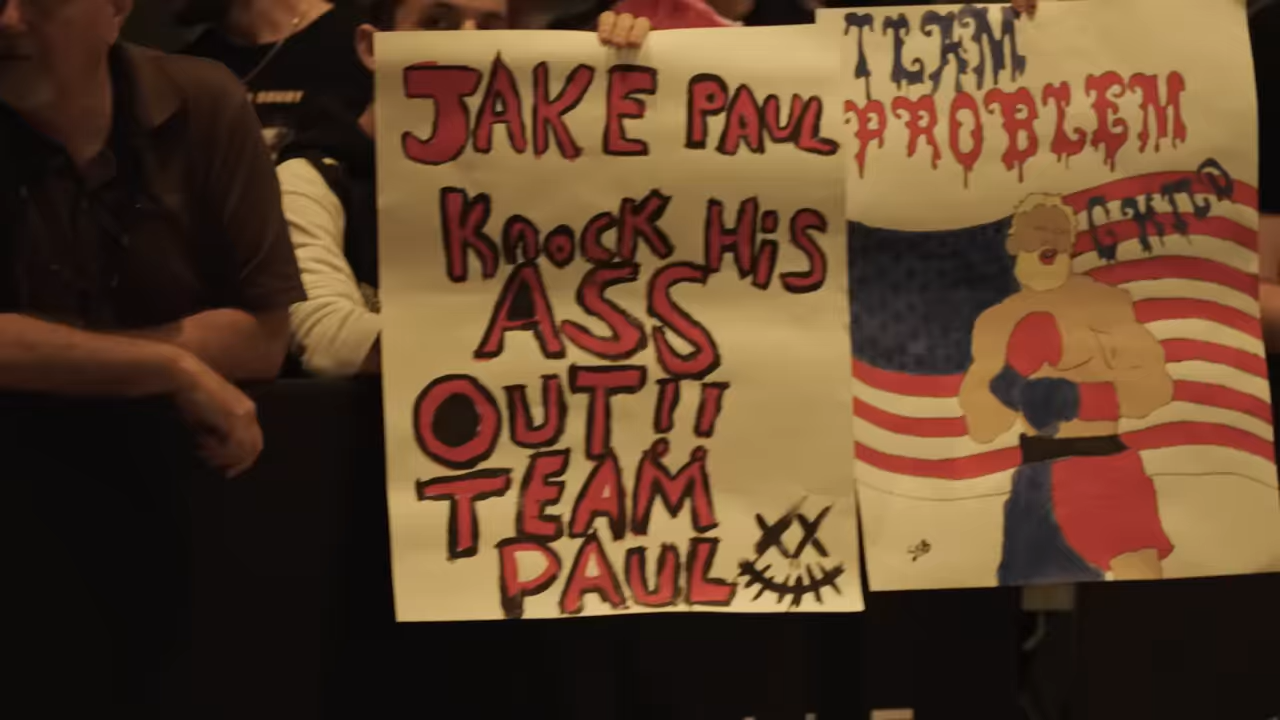 JAKE PAUL
Knock HiS
ASS
OUT!!
TEAM
PAUL
TEAM
PROBLEM